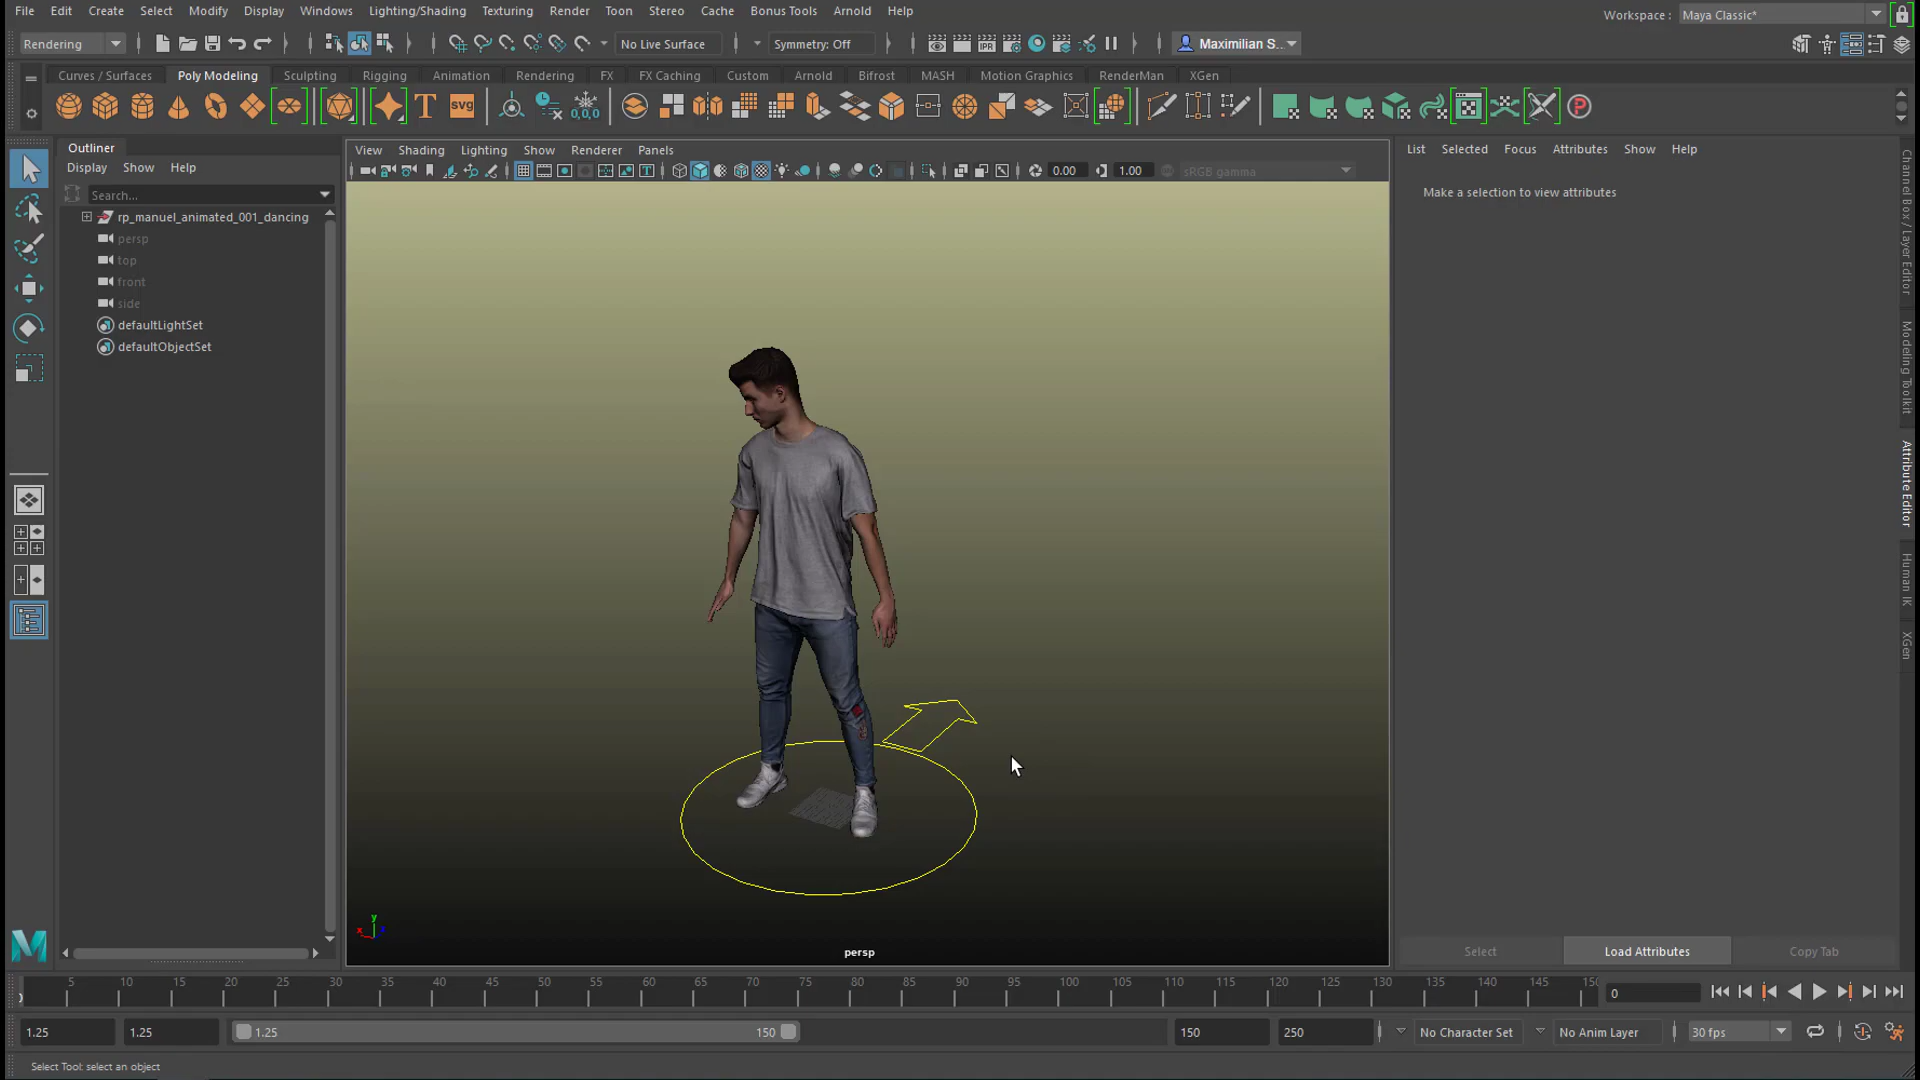 File Edit Create Select Modify Display Windows Lighting/Shading Texturing Render Toon Stereo Cache Bonus Tools Arnold Help
Workspace : Maya Classic*
Rendering No Live Surface Symmetry: Off Maximilian S...
Curves / Surfaces Poly Modeling Sculpting Rigging Animation Rendering FX FX Caching Custom Arnold Bifrost MASH Motion Graphics RenderMan XGen
T svg 0,0,0 P
Outliner
Display Show Help
Search...
rp_manuel_animated_001_dancing
persp
top
front
side
defaultLightSet
defaultObjectSet
View Shading Lighting Show Renderer Panels
0.00 1.00 sRGB gamma
y
x
persp
List Selected Focus Attributes Show Help
Make a selection to view attributes
Select Load Attributes Copy Tab
Channel Box / Layer Editor
Modeling Toolkit
Attribute Editor
Human IK
XGen
M
5 10 15 20 25 30 35 40 45 50 55 60 65 70 75 80 85 90 95 100 105 110 115 120 125 130 135 140 145
0
1.25 1.25 1.25 150 150 250 No Character Set No Anim Layer 30 fps
Select Tool: select an object